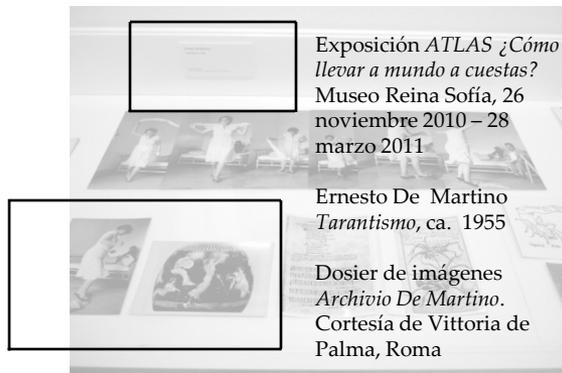 Exposición ATLAS ¿Cómo
llevar a mundo a cuestas?
Museo Reina Sofía, 26
noviembre 2010 – 28
marzo 2011
Ernesto De Martino
Tarantismo, ca. 1955
Dosier de imágenes
Archivio De Martino.
Cortesía de Vittoria de
Palma, Roma